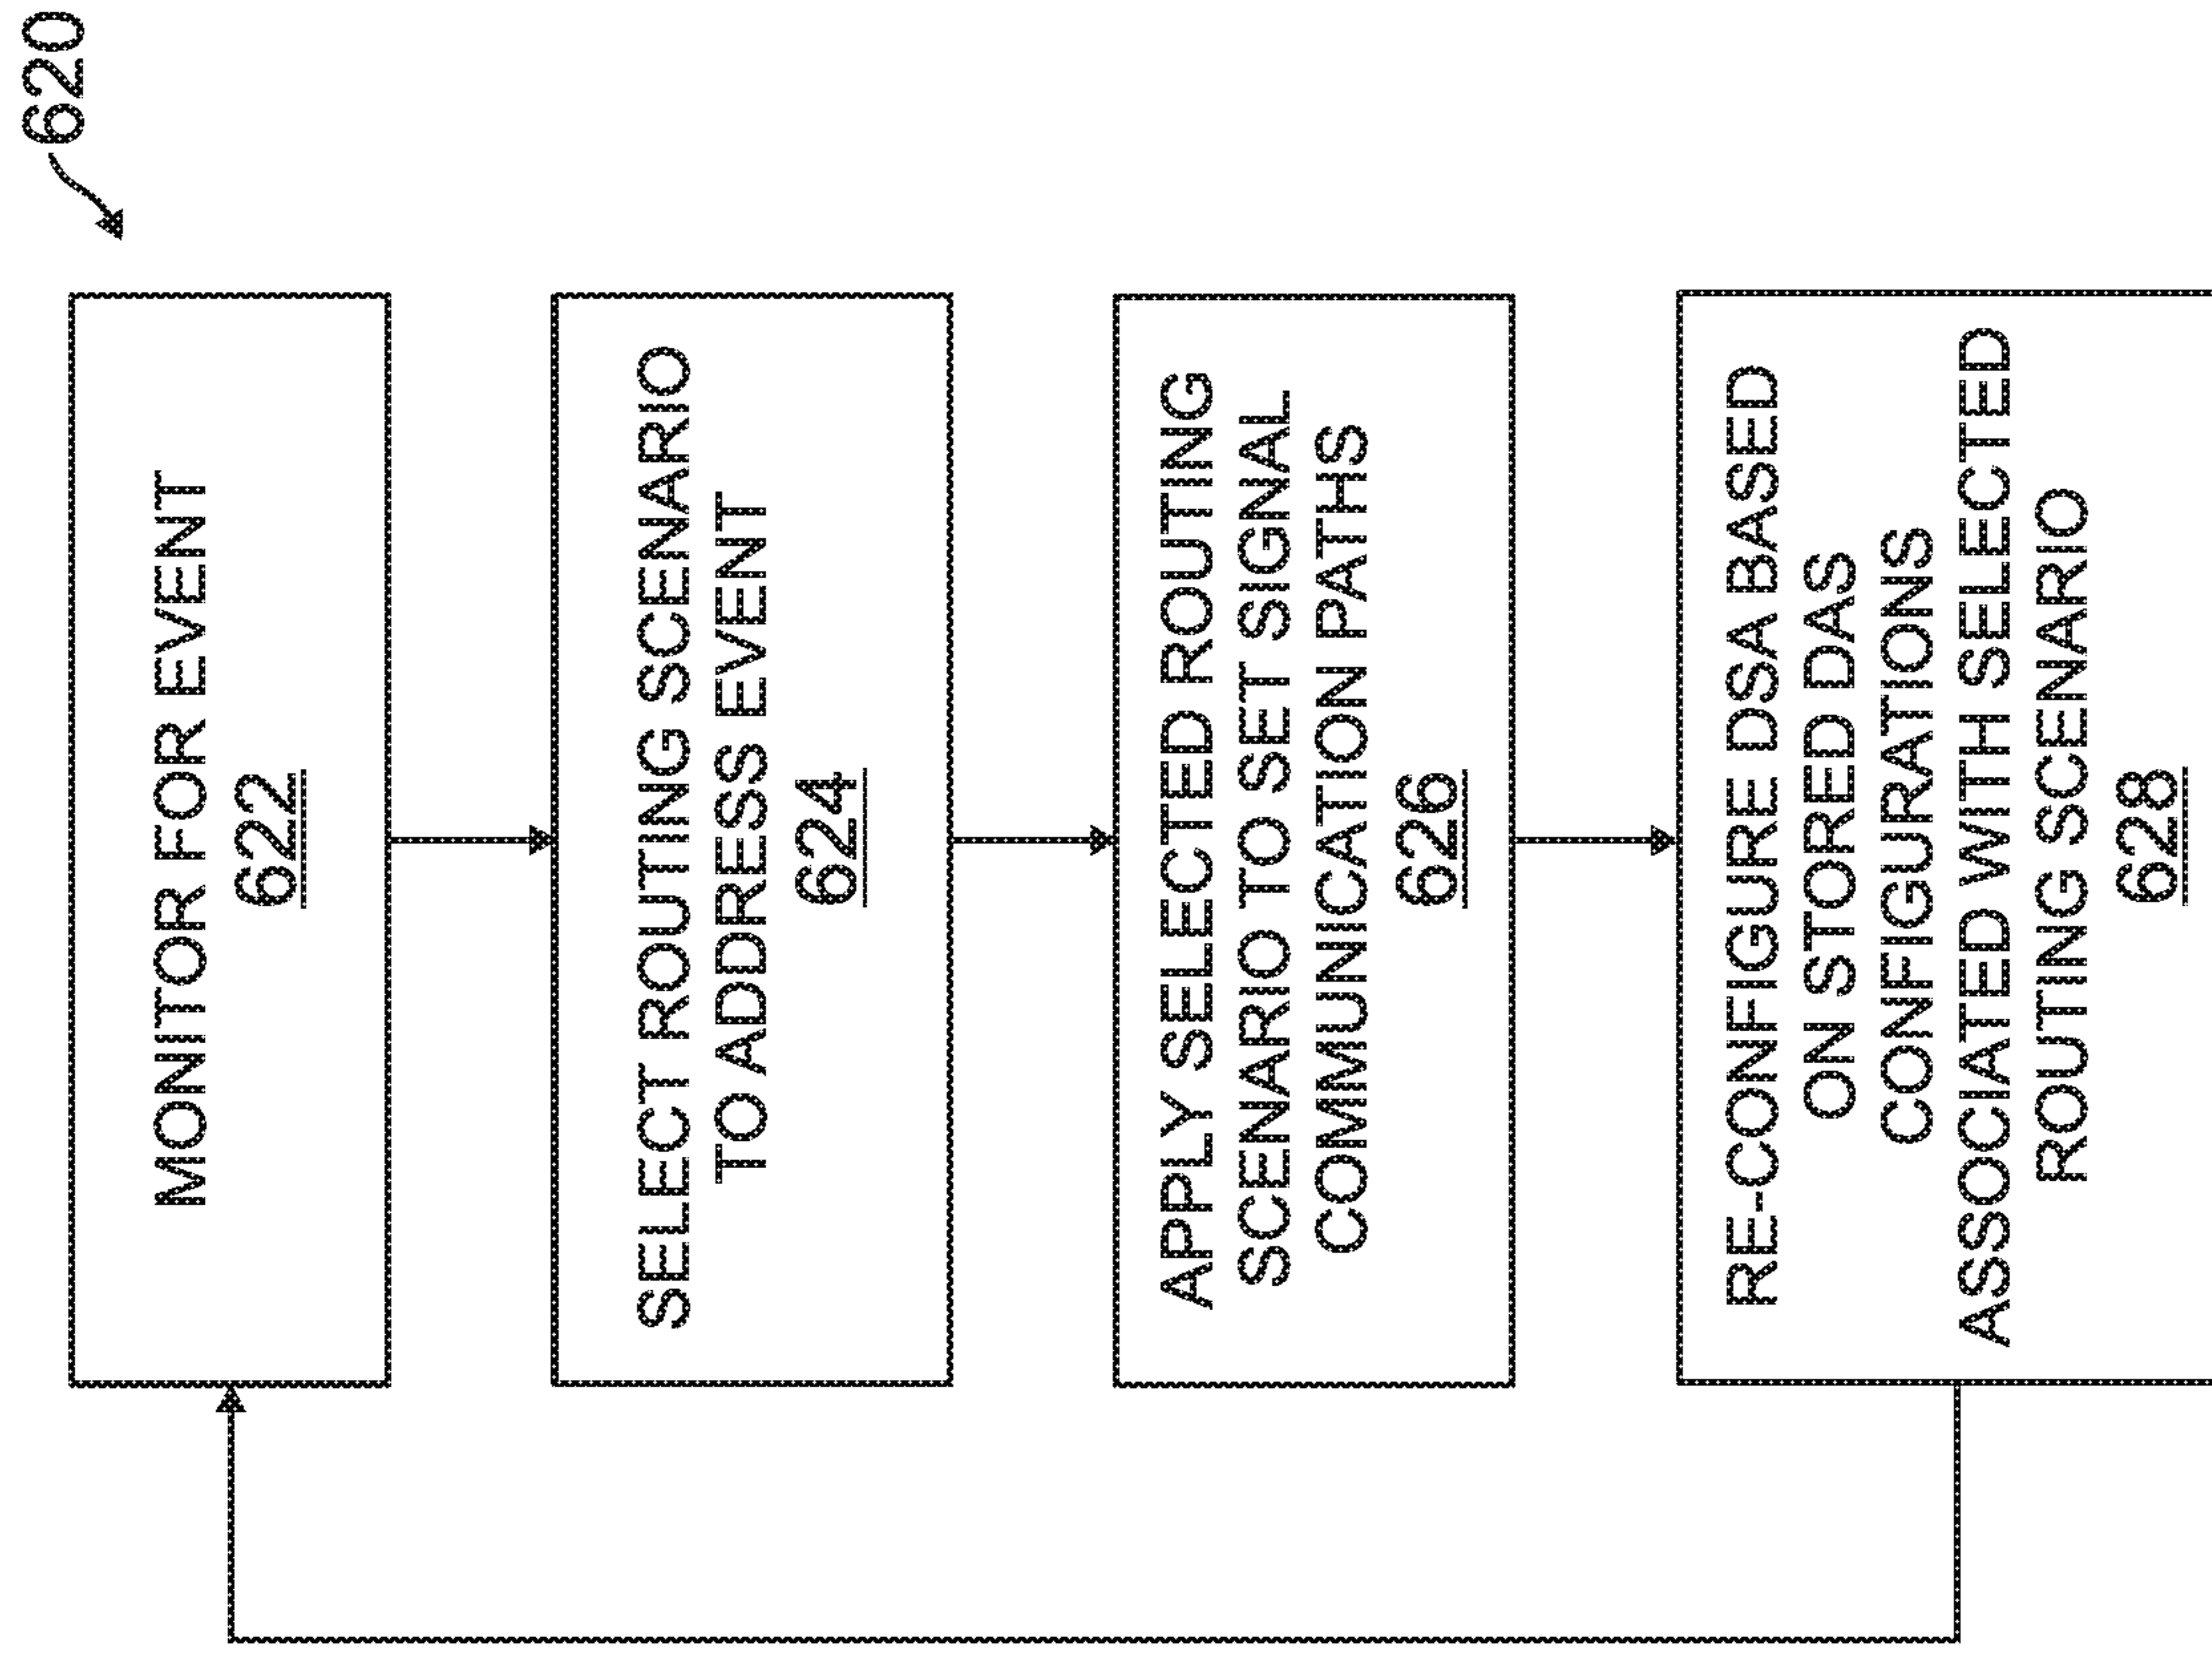 620
MONITOR FOR EVENT
622
SELECT ROUTING SCENARIO
TO ADDRESS EVENT
624
APPLY SELECTED ROUTING
SCENARIO TO SET SIGNAL
COMMUNICATION PATHS
626
RE-CONFIGURE DSA BASED
ON STORED DAS
CONFIGURATIONS
ASSOCIATED WITH SELECTED
ROUTING SCENARIO
628